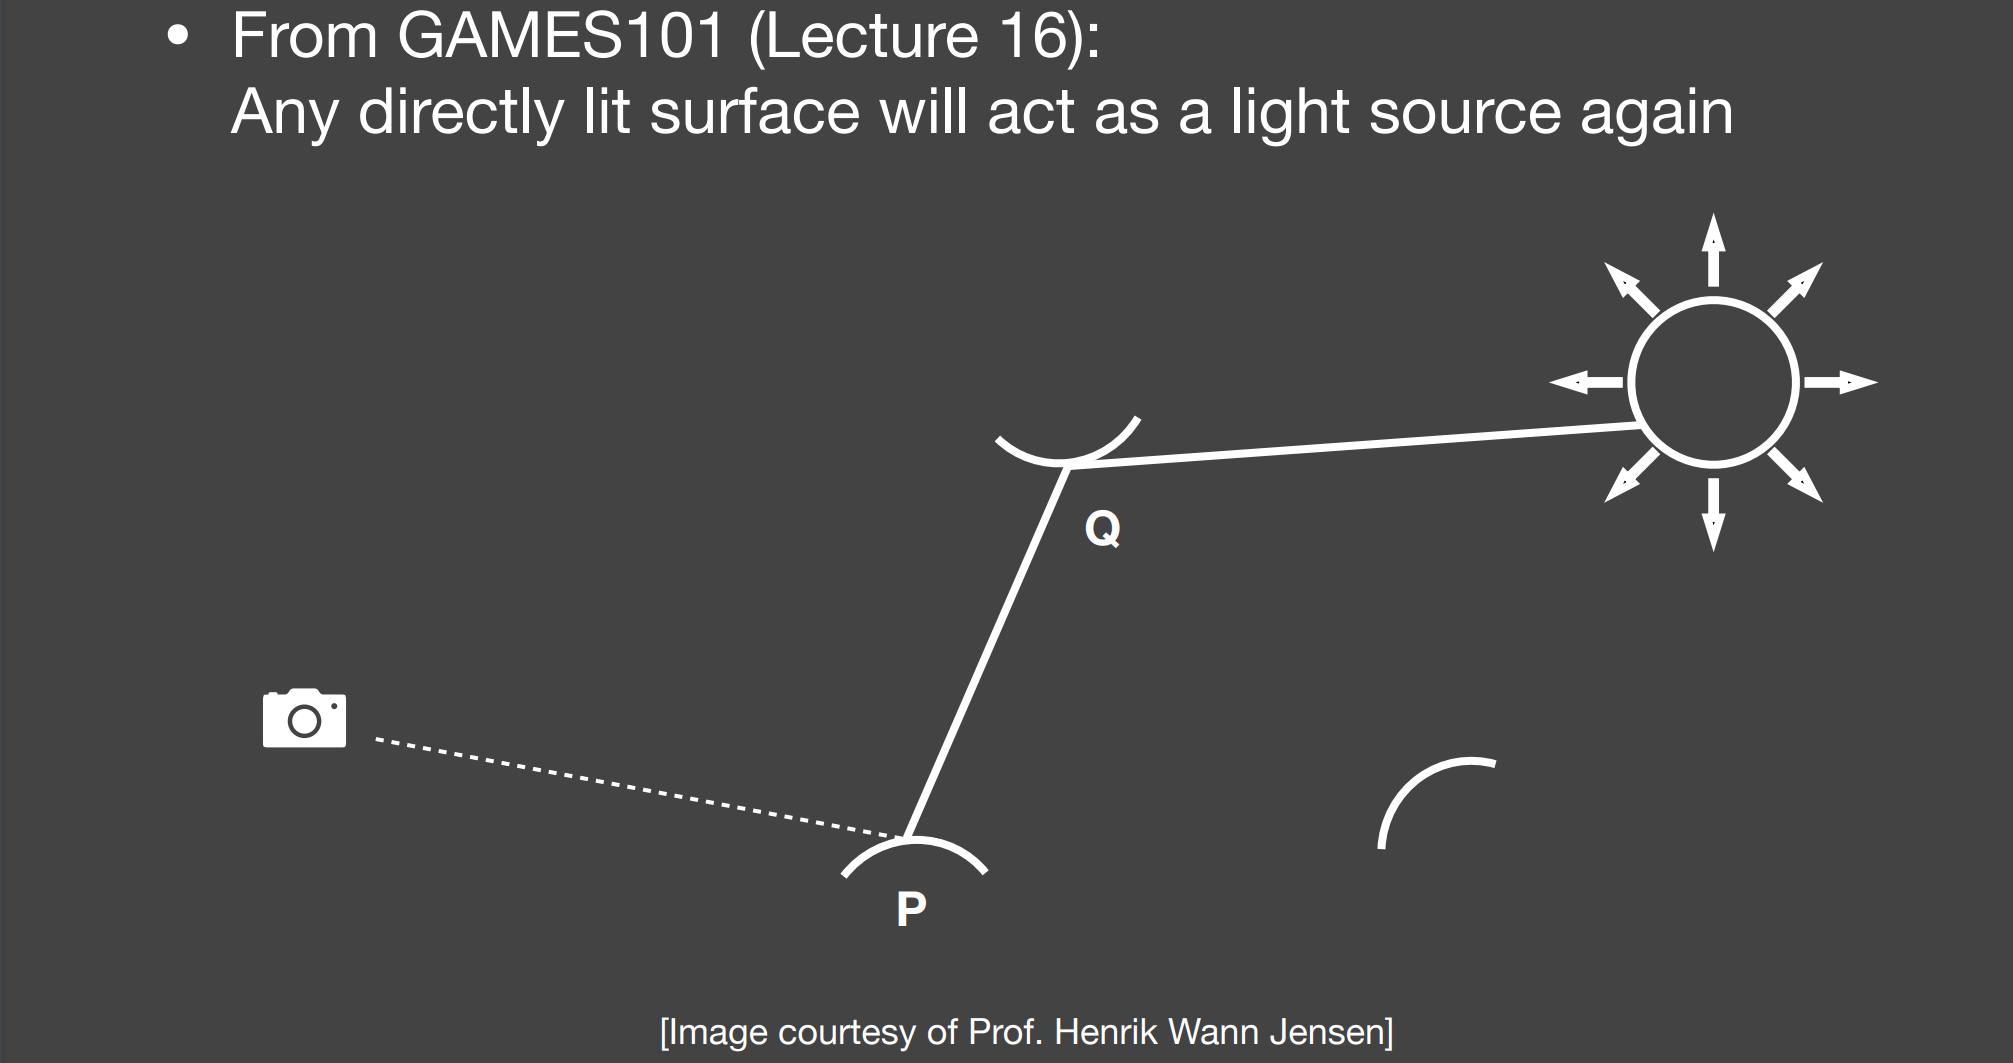 • From GAMES101 (Lecture 16):
Any directly lit surface will act as a light source again
Q
P
[Image courtesy of Prof. Henrik Wann Jensen]